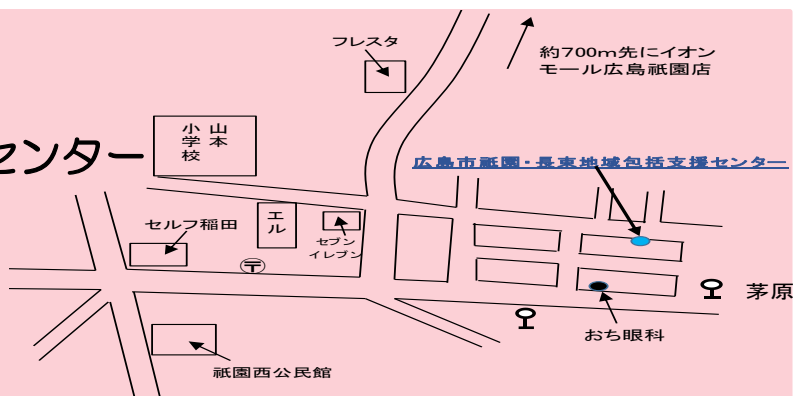 フレスタ
約700m先にイオン
モール広島祇園店
山本
小学校
センター
広島市祇園・長束地域包括支援センター
セルフ稲田
エル
セブン
イレブン
〒
茅原
おち眼科
祇園西公民館